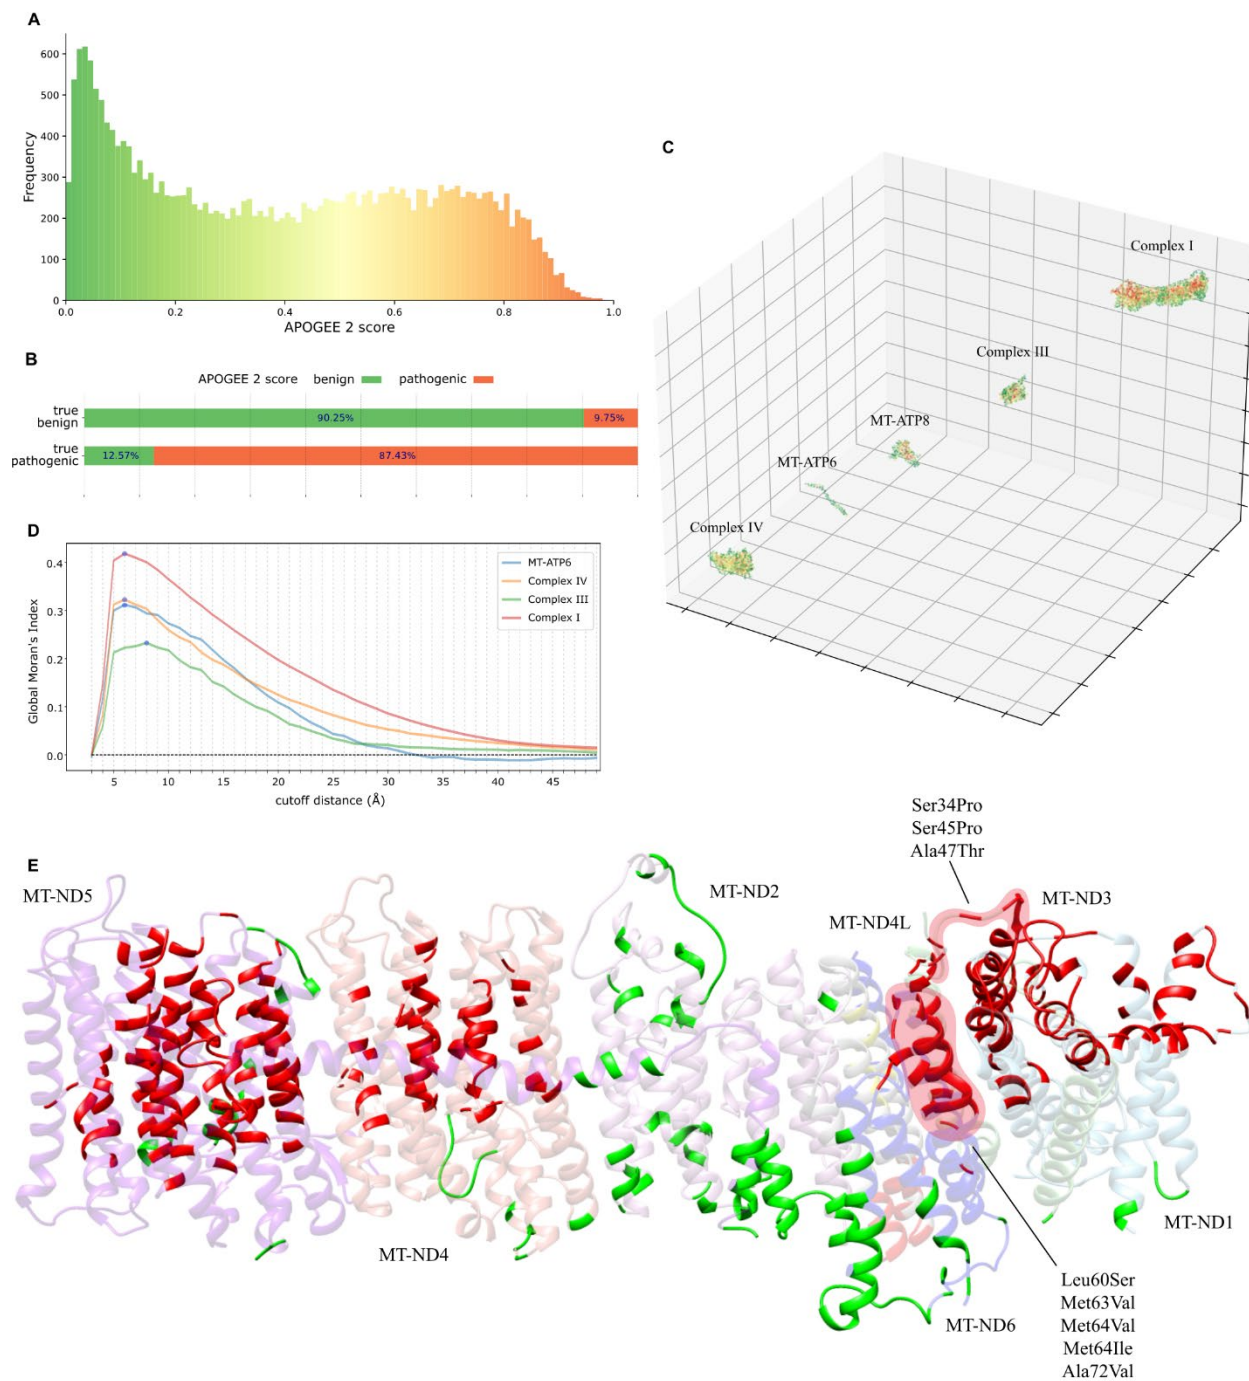 A
600
500
400
300
200
100
0
Frequency
0.0 0.2 0.4 0.6 0.8 1.0
APOGEE 2 score
B
APOGEE 2 score benign pathogenic
true
benign
90.25% 9.75%
true
pathogenic
12.57% 87.43%
C
Complex I
Complex III
MT-ATP8
MT-ATP6
Complex IV
D
0.4
0.3
0.2
0.1
0.0
Global Moran's Index
MT-ATP6
Complex IV
Complex III
Complex I
5 10 15 20 25 30 35 40 45
cutoff distance (Å)
E
Ser34Pro
Ser45Pro
Ala47Thr
MT-ND5
MT-ND2
MT-ND4L
MT-ND3
MT-ND4
MT-ND1
MT-ND6
Leu60Ser
Met63Val
Met64Val
Met64Ile
Ala72Val